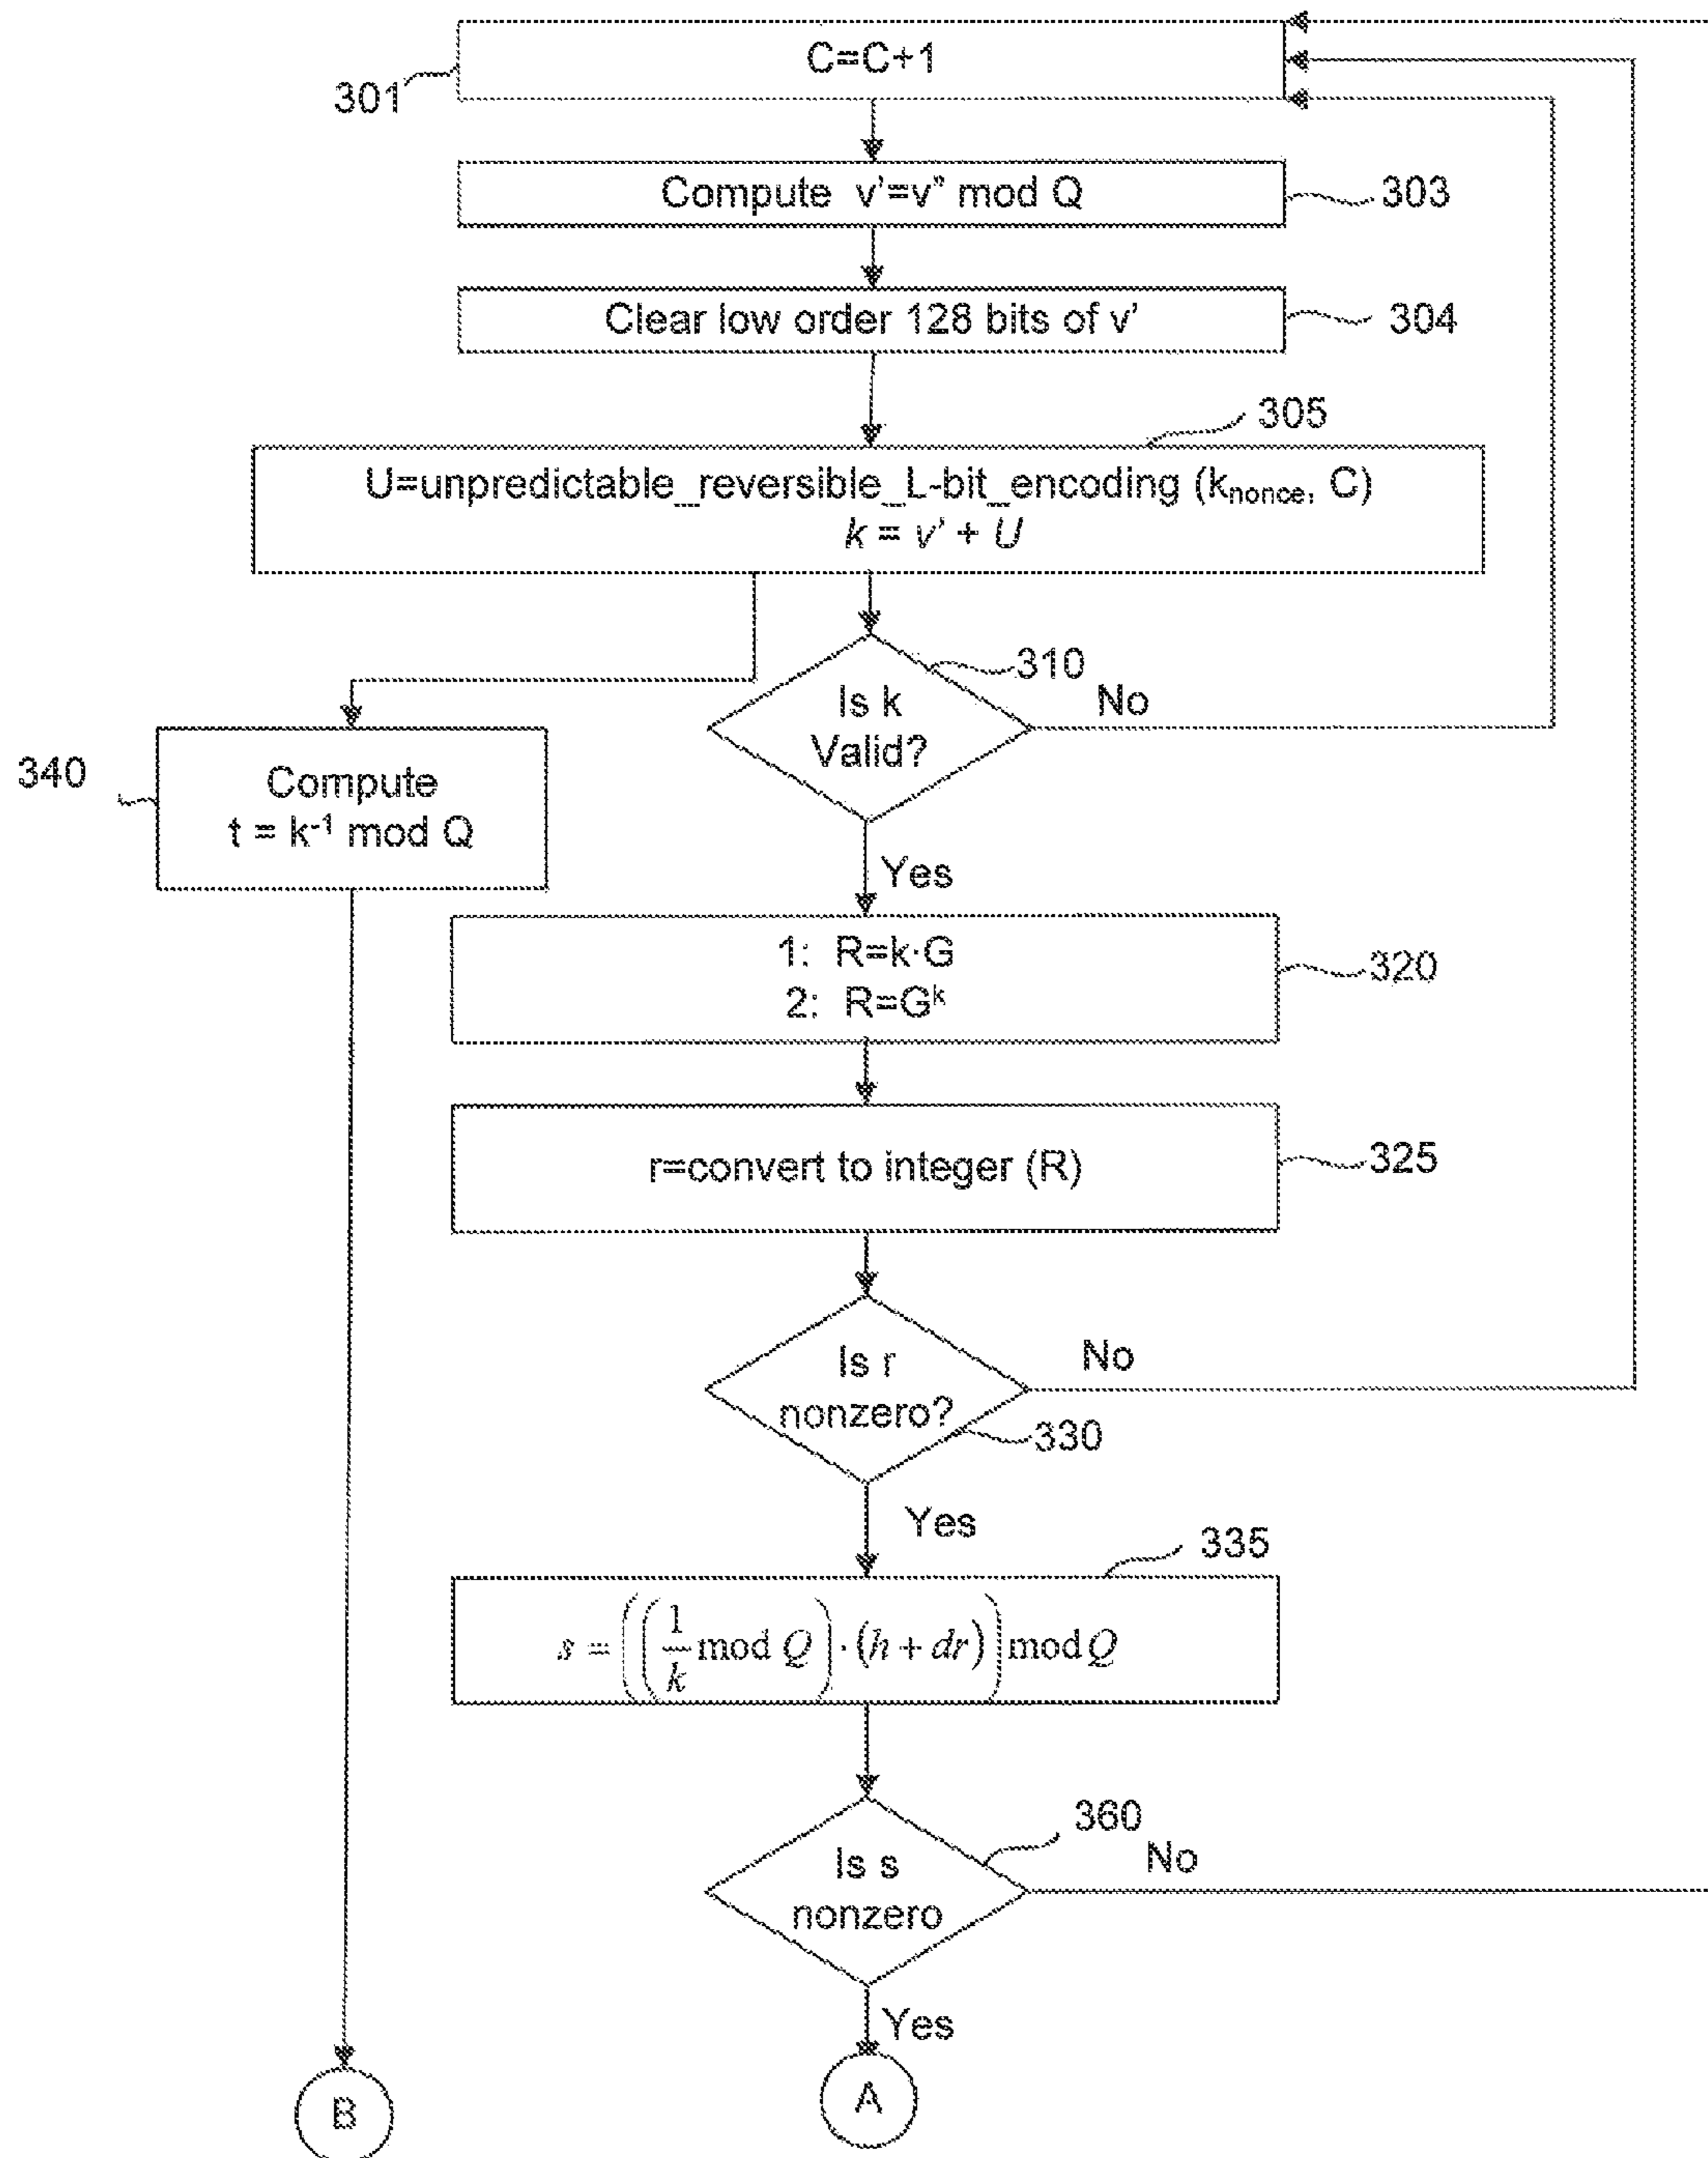 C=C+1
301
Compute v'=v" mod Q
303
Clear low order 128 bits of v'
304
305
U=unpredictable_reversible_L-bit_encoding (k_nonce, C)
k = v' + U
310
Is k
Valid?
No
340
Compute
t = k⁻¹ mod Q
Yes
1: R=k·G
2: R=Gᵏ
320
r=convert to integer (R)
325
Is r
nonzero?
No
330
Yes
335
s = (((1/k) mod Q) · (h + dr)) mod Q
360
Is s
nonzero
No
Yes
B
A